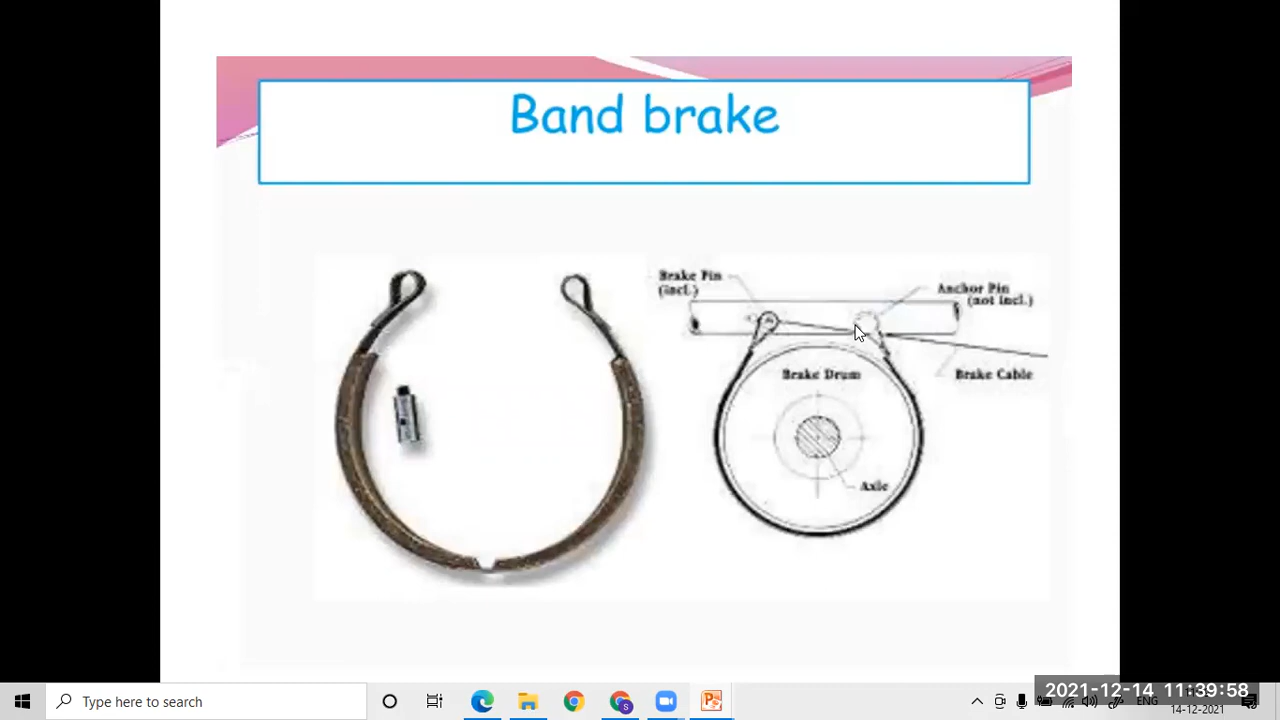 Band brake
Brake Pin
(incl.)
Anchor Pin
(not incl.)
Brake Drum
Brake Cable
Axle
Type here to search
ENG
2021-12-14 11:39:58
14-12-2021